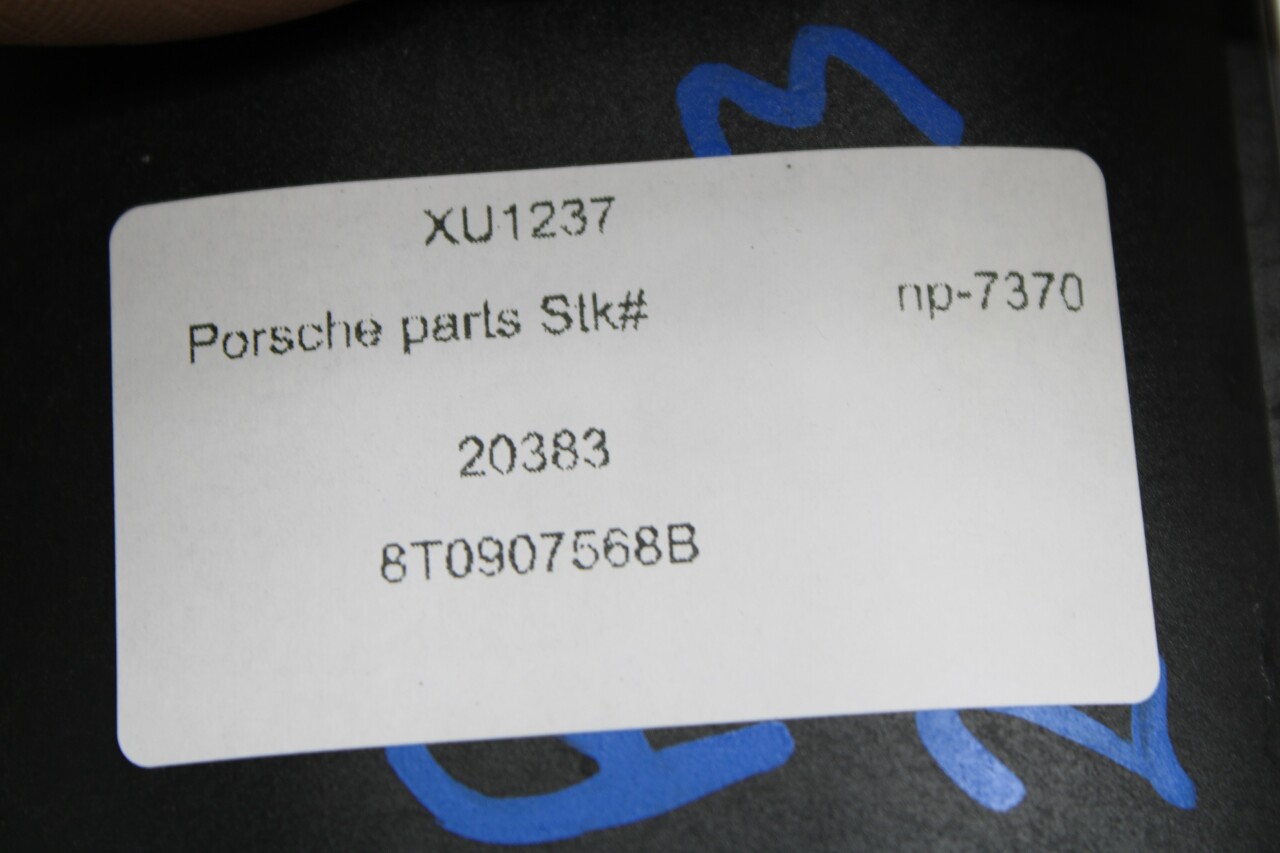 XU1237
Porsche parts Stk# np-7370
20383
8T0907568B